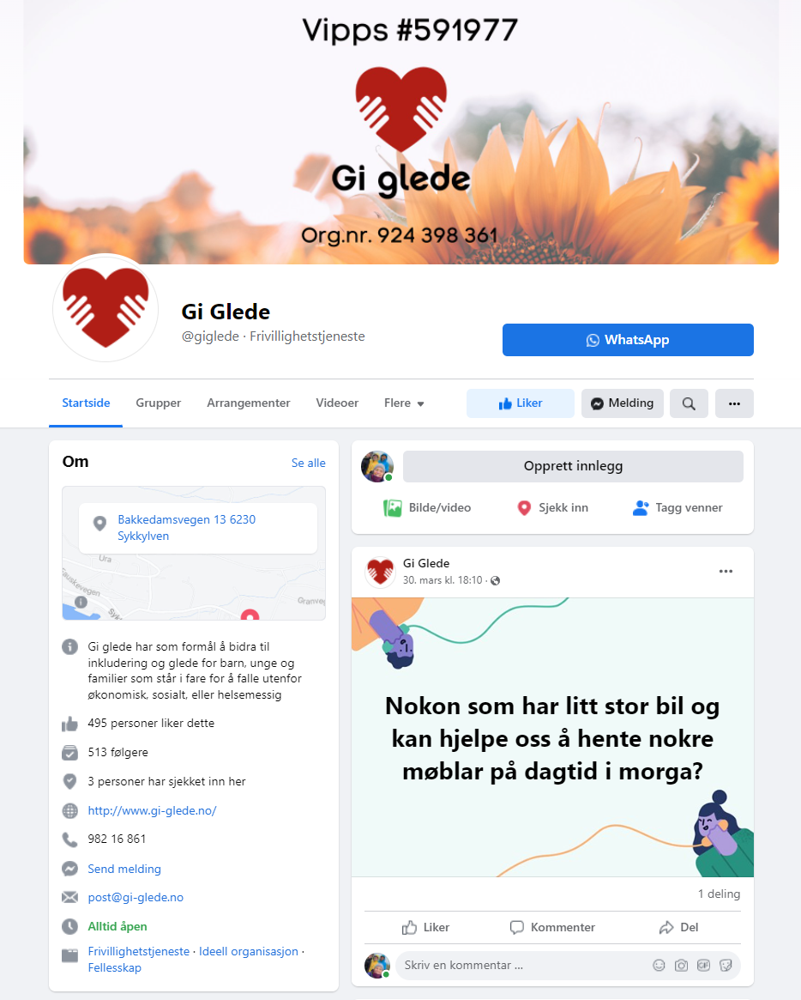 Vipps #591977
Gi glede
Org.nr. 924 398 361
Gi Glede
@giglede · Frivillighetstjeneste
WhatsApp
Startside
Grupper
Arrangementer
Videoer
Flere
Liker
Melding
Om
Se alle
Bakkedamsvegen 13 6230
Sykkylven
Ura
auskevegen
Syk
Granveg
Gi glede har som formål å bidra til
inkludering og glede for barn, unge og
familier som står i fare for å falle utenfor
økonomisk, sosialt, eller helsemessig
495 personer liker dette
513 følgere
3 personer har sjekket inn her
http://www.gi-glede.no/
982 16 861
Send melding
post@gi-glede.no
Alltid åpen
Frivillighetstjeneste · Ideell organisasjon ·
Fellesskap
Opprett innlegg
Bilde/video
Sjekk inn
Tagg venner
Gi Glede
30. mars kl. 18:10 ·
Nokon som har litt stor bil og
kan hjelpe oss å hente nokre
møblar på dagtid i morga?
1 deling
Liker
Kommenter
Del
Skriv en kommentar ...
GIF